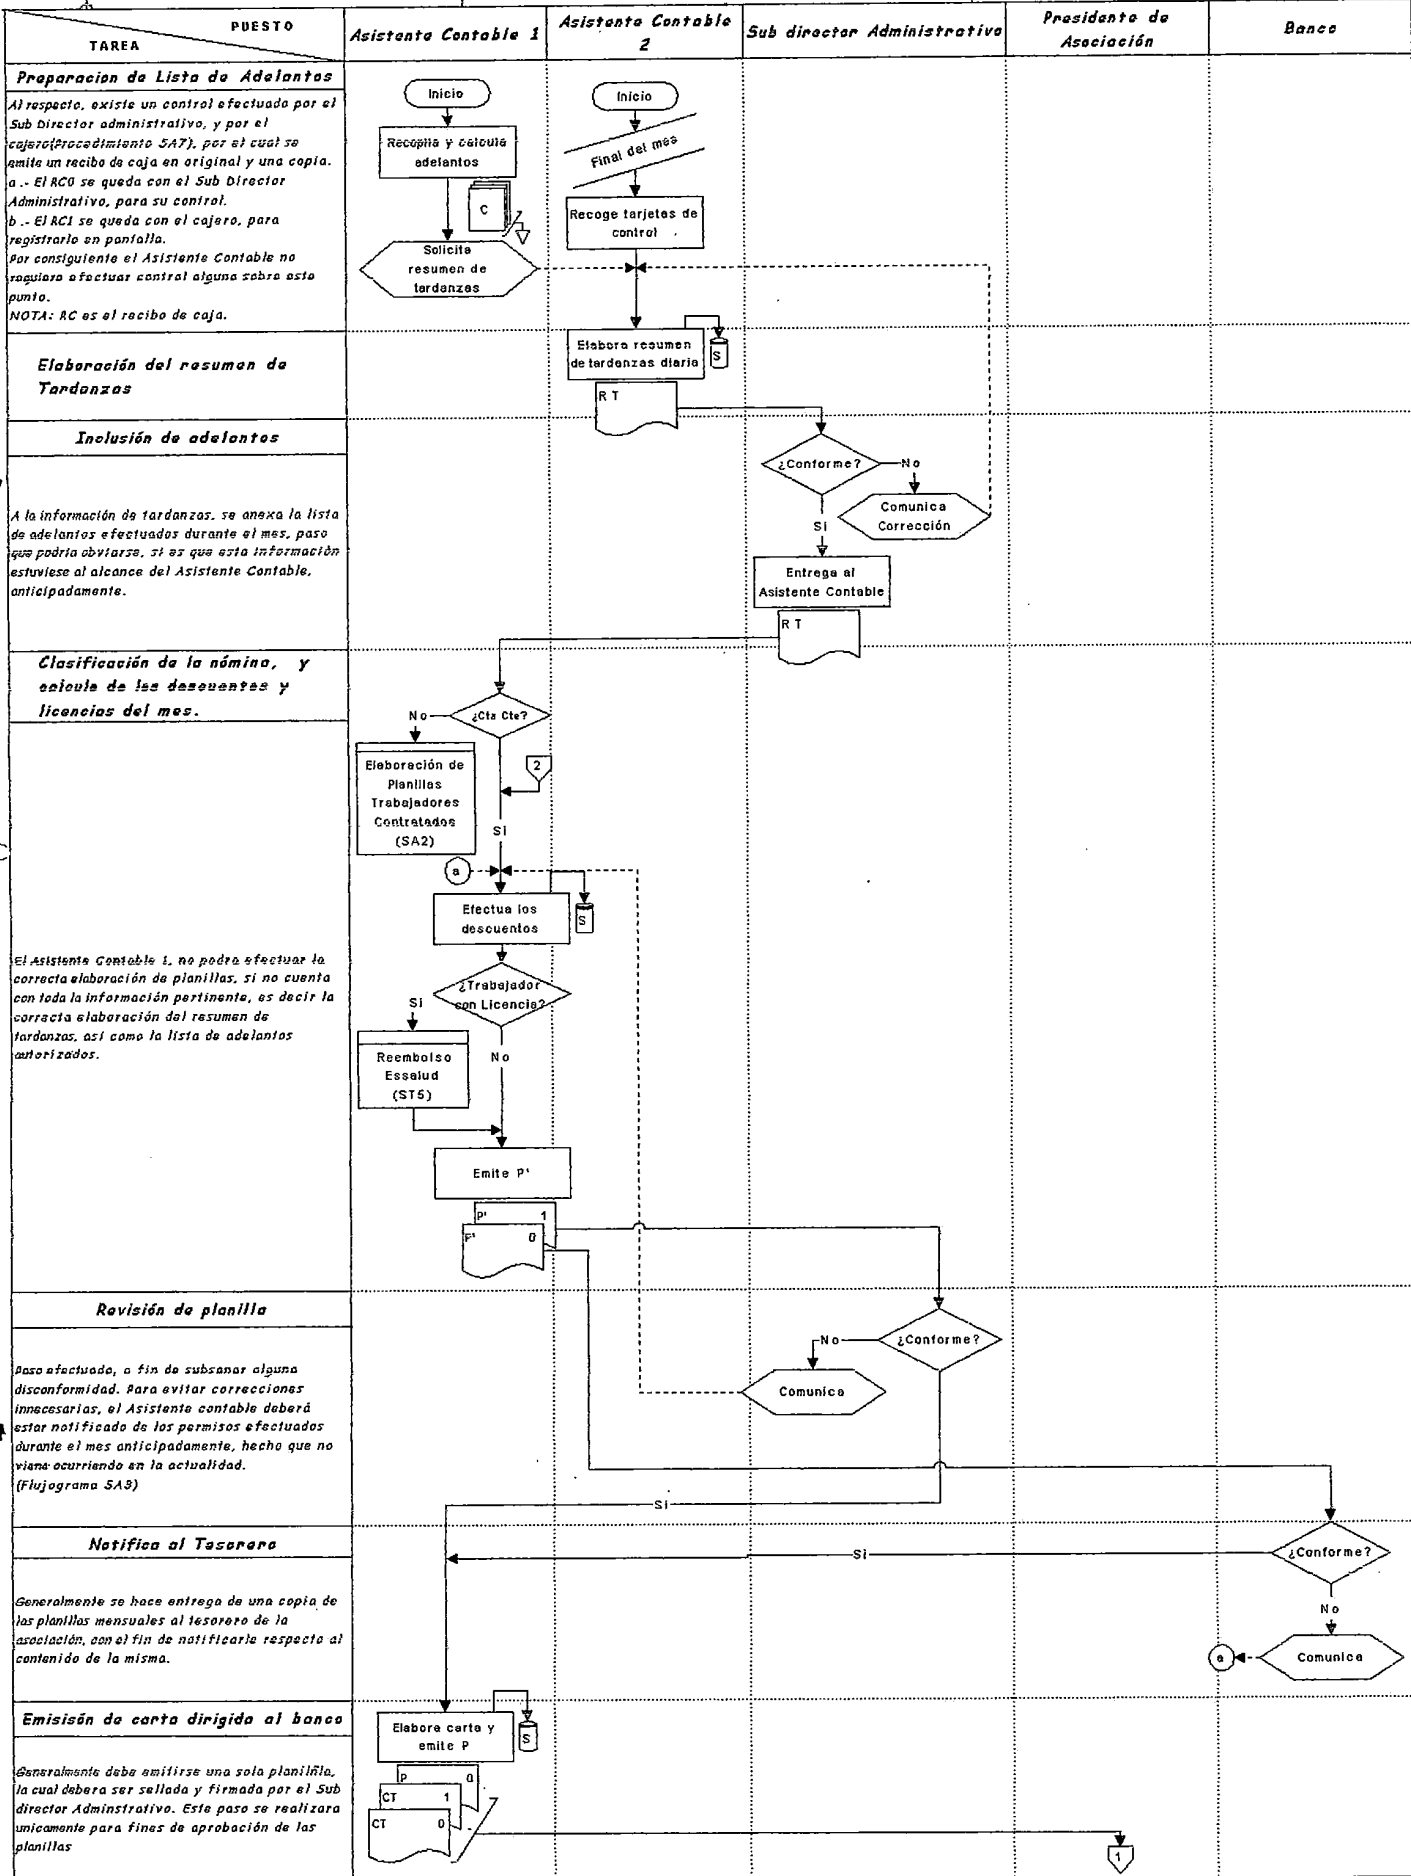 PUESTO
TAREA
Asistente Contable 1
Asistente Contable
2
Sub director Administrativo
Presidente de
Asociación
Banco
Preparacion de Lista de Adelantos
Al respecto, existe un control efectuado por el
Sub Director administrativo, y por el
cajero(Procedimiento SA7), por el cual se
emite un recibo de caja en original y una copia.
a .- El RC0 se queda con el Sub Director
Administrativo, para su control.
b .- El RC1 se queda con el cajero, para
registrarlo en pantalla.
Por consiguiente el Asistente Contable no
requiere efectuar control alguno sobre este
punto.
NOTA: RC es el recibo de caja.
Inicio
Recopila y calcula
adelantos
C
Solicita
resumen de
tardanzas
Inicio
Final del mes
Recoge tarjetas de
control
Elaboración del resumen de
Tardanzas
Elabora resumen
de tardanzas diaria
S
R T
Inclusión de adelantos
A la información de tardanzas, se anexa la lista
de adelantos efectuados durante el mes, paso
que podria obviarse, si es que esta información
estuviese al alcance del Asistente Contable,
anticipadamente.
¿Conforme?
No
Comunica
Corrección
Si
Entrega al
Asistente Contable
R T
Clasificación de la nómina, y
calculo de los descuentos y
licencias del mes.
El Asistente Contable 1, no podra efectuar la
correcta elaboración de planillas, si no cuenta
con toda la información pertinente, es decir la
correcta elaboración del resumen de
tardanzas, así como la lista de adelantos
autorizados.
¿Cta Cte?
No
Elaboración de
Planillas
Trabajadores
Contratados
(SA2)
2
Si
a
Efectua los
descuentos
S
¿Trabajador
con Licencia?
Si
Reembolso
Essalud
(ST5)
No
Emite P'
P' 1
P' 0
Revisión de planilla
Paso efectuado, a fin de subsanar alguna
disconformidad. Para evitar correcciones
innecesarias, el Asistente contable deberá
estar notificado de los permisos efectuados
durante el mes anticipadamente, hecho que no
viene ocurriendo en la actualidad.
(Flujograma SA3)
¿Conforme?
No
Comunica
Si
Notifica al Tesorero
Generalmente se hace entrega de una copia de
las planillas mensuales al tesorero de la
asociación, con el fin de notificarle respecto al
contenido de la misma.
¿Conforme?
Si
No
Comunica
a
Emisisón de carta dirigida al banco
Generalmente debe emitirse una sola planilla,
la cual debera ser sellada y firmada por el Sub
director Adminstrativo. Este paso se realizara
unicamente para fines de aprobación de las
planillas
Elabora carta y
emite P
S
P 0
CT 1
CT 0
1